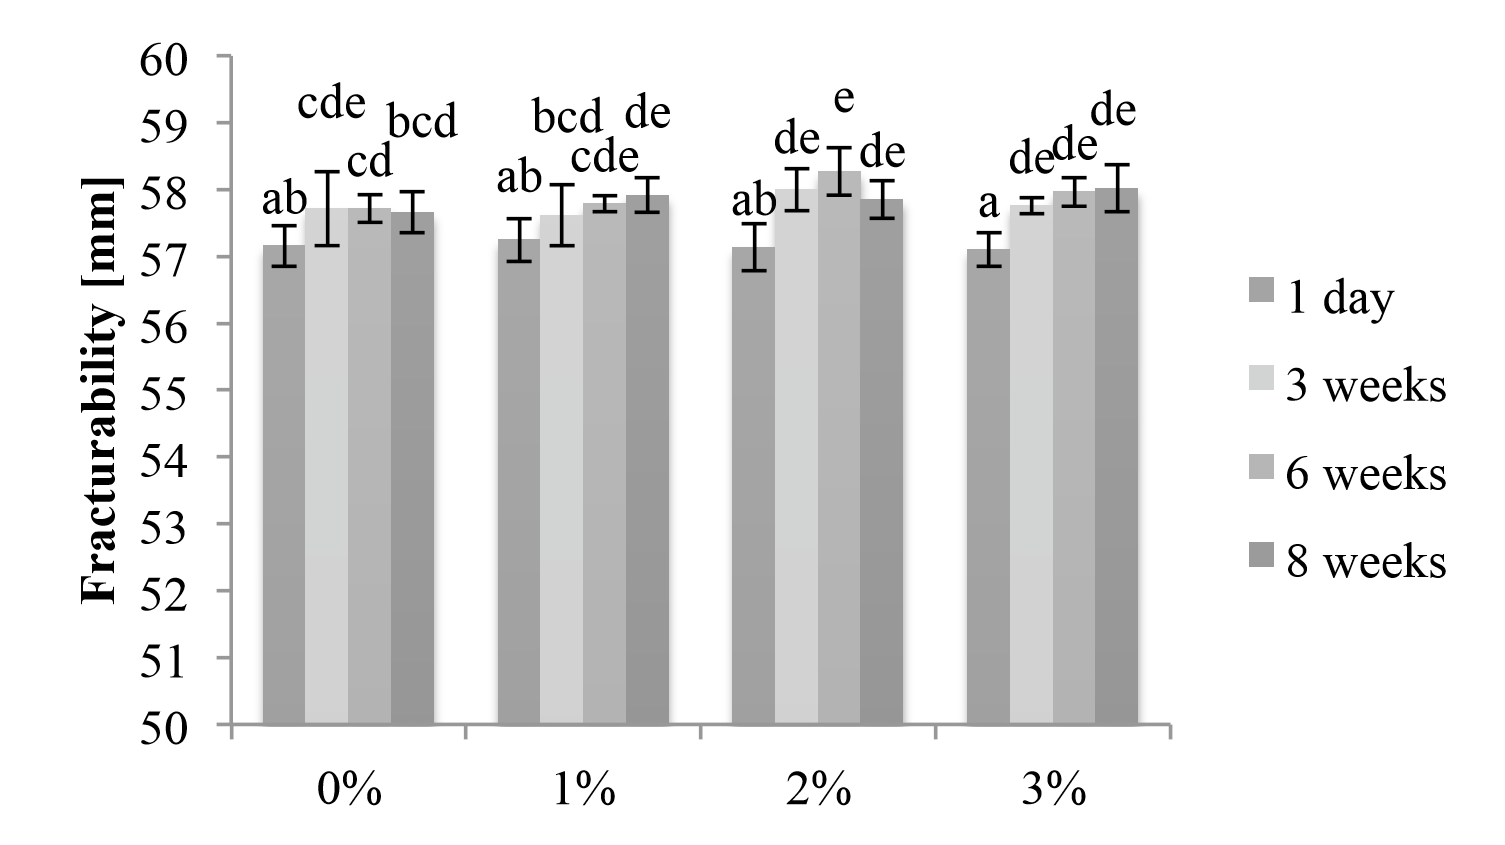 Fracturability [mm]
60
59
58
57
56
55
54
53
52
51
50
ab
cde
cd
bcd
ab
bcd
cde
de
ab
de
e
de
a
de
de
de
0%
1%
2%
3%
1 day
3 weeks
6 weeks
8 weeks